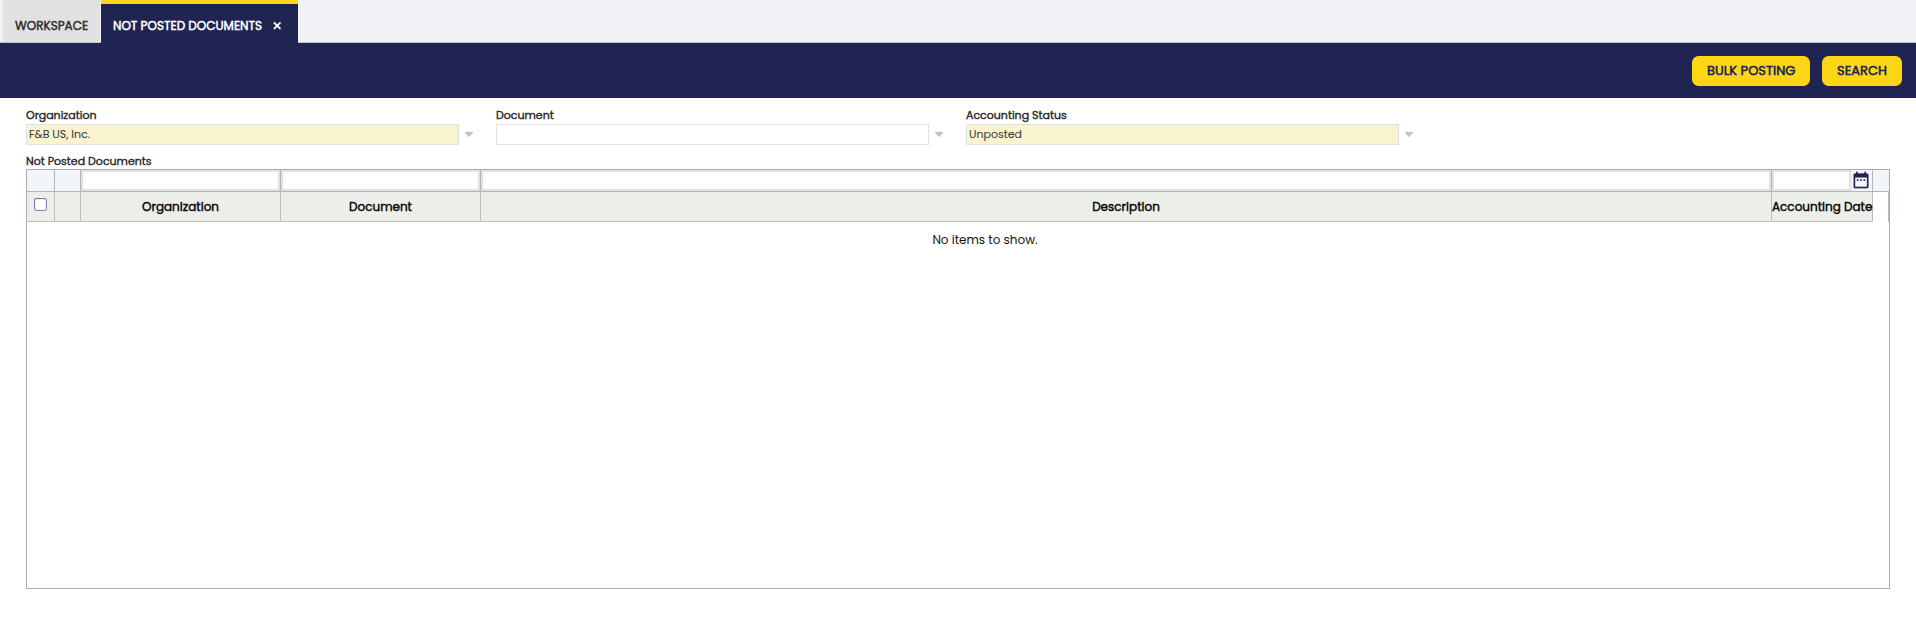 WORKSPACE
NOT POSTED DOCUMENTS ×
BULK POSTING
SEARCH
Organization
Document
Accounting Status
F&B US, Inc.
Unposted
Not Posted Documents
Organization
Document
Description
Accounting Date
No items to show.